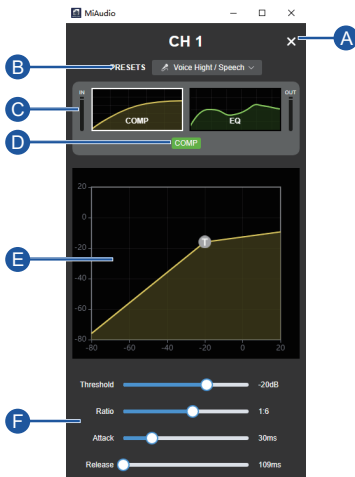 MiAudio
CH 1
A
B
PRESETS
Voice Hight / Speech
IN
OUT
C
COMP
EQ
D
COMP
20
0
-20
-40
-60
-80
T
E
-80 -60 -40 -20 0 20
Threshold -20dB
Ratio 1:6
F
Attack 30ms
Release 109ms